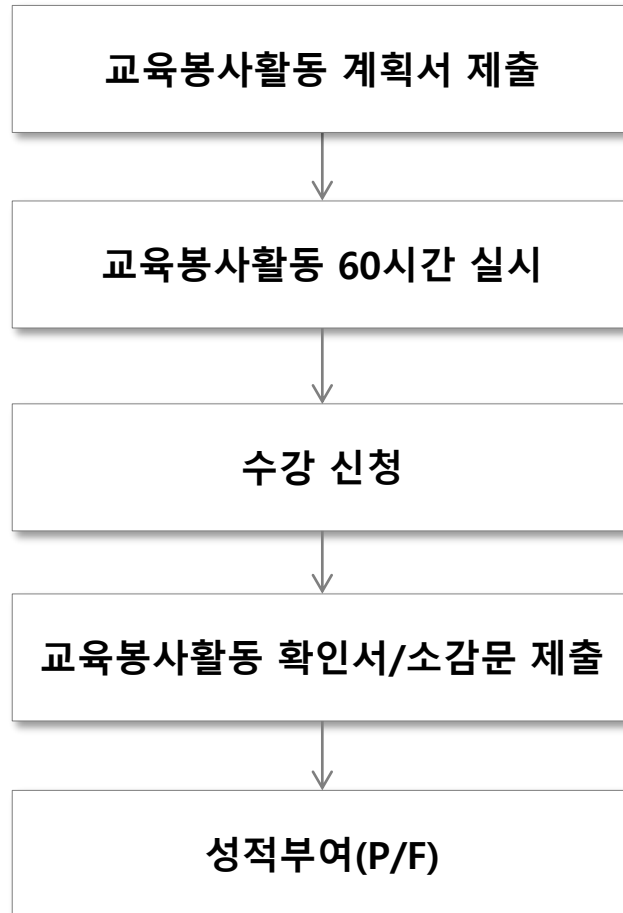 교육봉사활동 계획서 제출
교육봉사활동 60시간 실시
수강 신청
교육봉사활동 확인서/소감문 제출
성적부여(P/F)